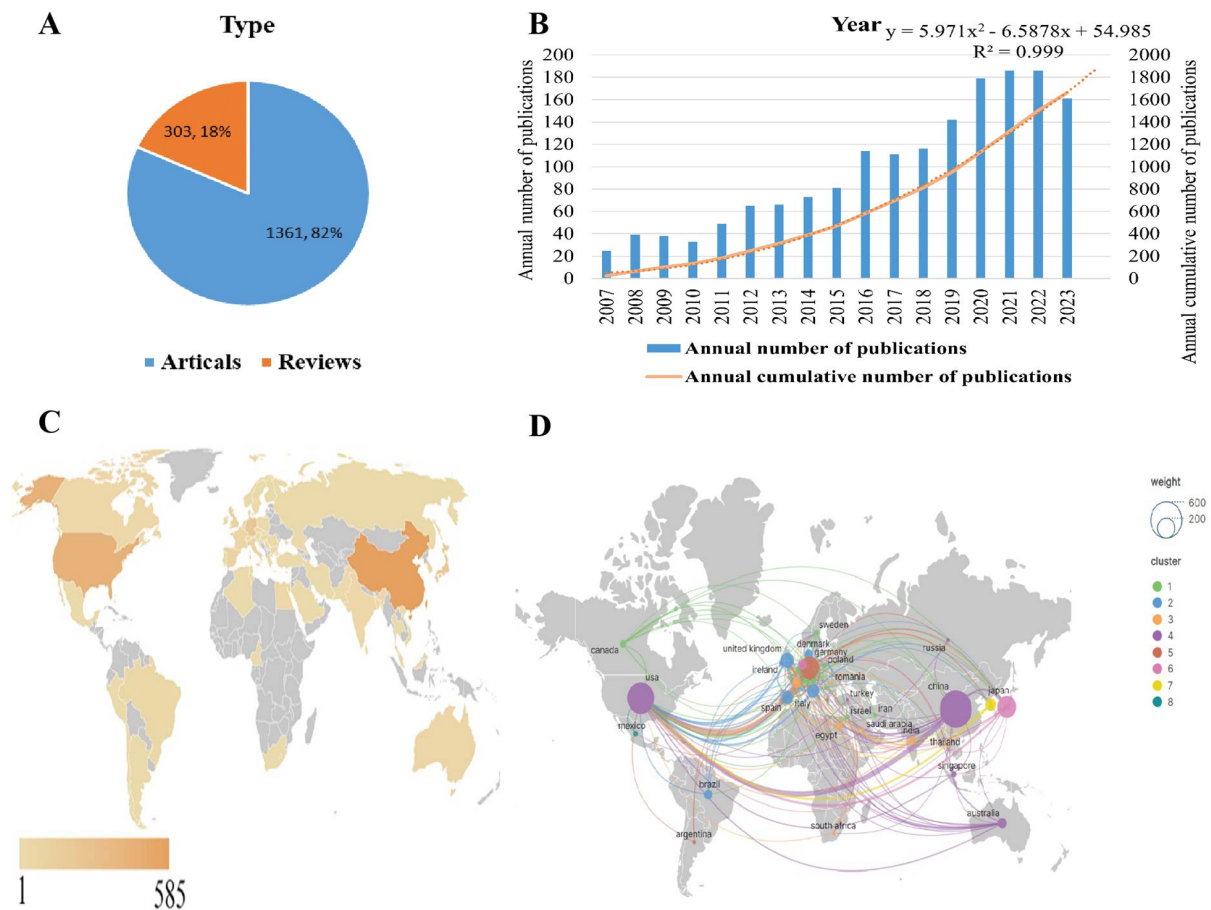 A
Type
303, 18%
1361, 82%
Articals
Reviews
B
Year
y = 5.971x² - 6.5878x + 54.985
R² = 0.999
Annual number of publications
200
180
160
140
120
100
80
60
40
20
0
2000
1800
1600
1400
1200
1000
800
600
400
200
0
Annual cumulative number of publications
2007
2008
2009
2010
2011
2012
2013
2014
2015
2016
2017
2018
2019
2020
2021
2022
2023
Annual number of publications
Annual cumulative number of publications
C
1
585
D
canada
usa
mexico
brazil
argentina
united kingdom
ireland
spain
italy
sweden
denmark
germany
poland
romania
turkey
israel
iran
egypt
saudi arabia
india
south africa
russia
china
japan
thailand
singapore
australia
weight
600
200
cluster
1
2
3
4
5
6
7
8